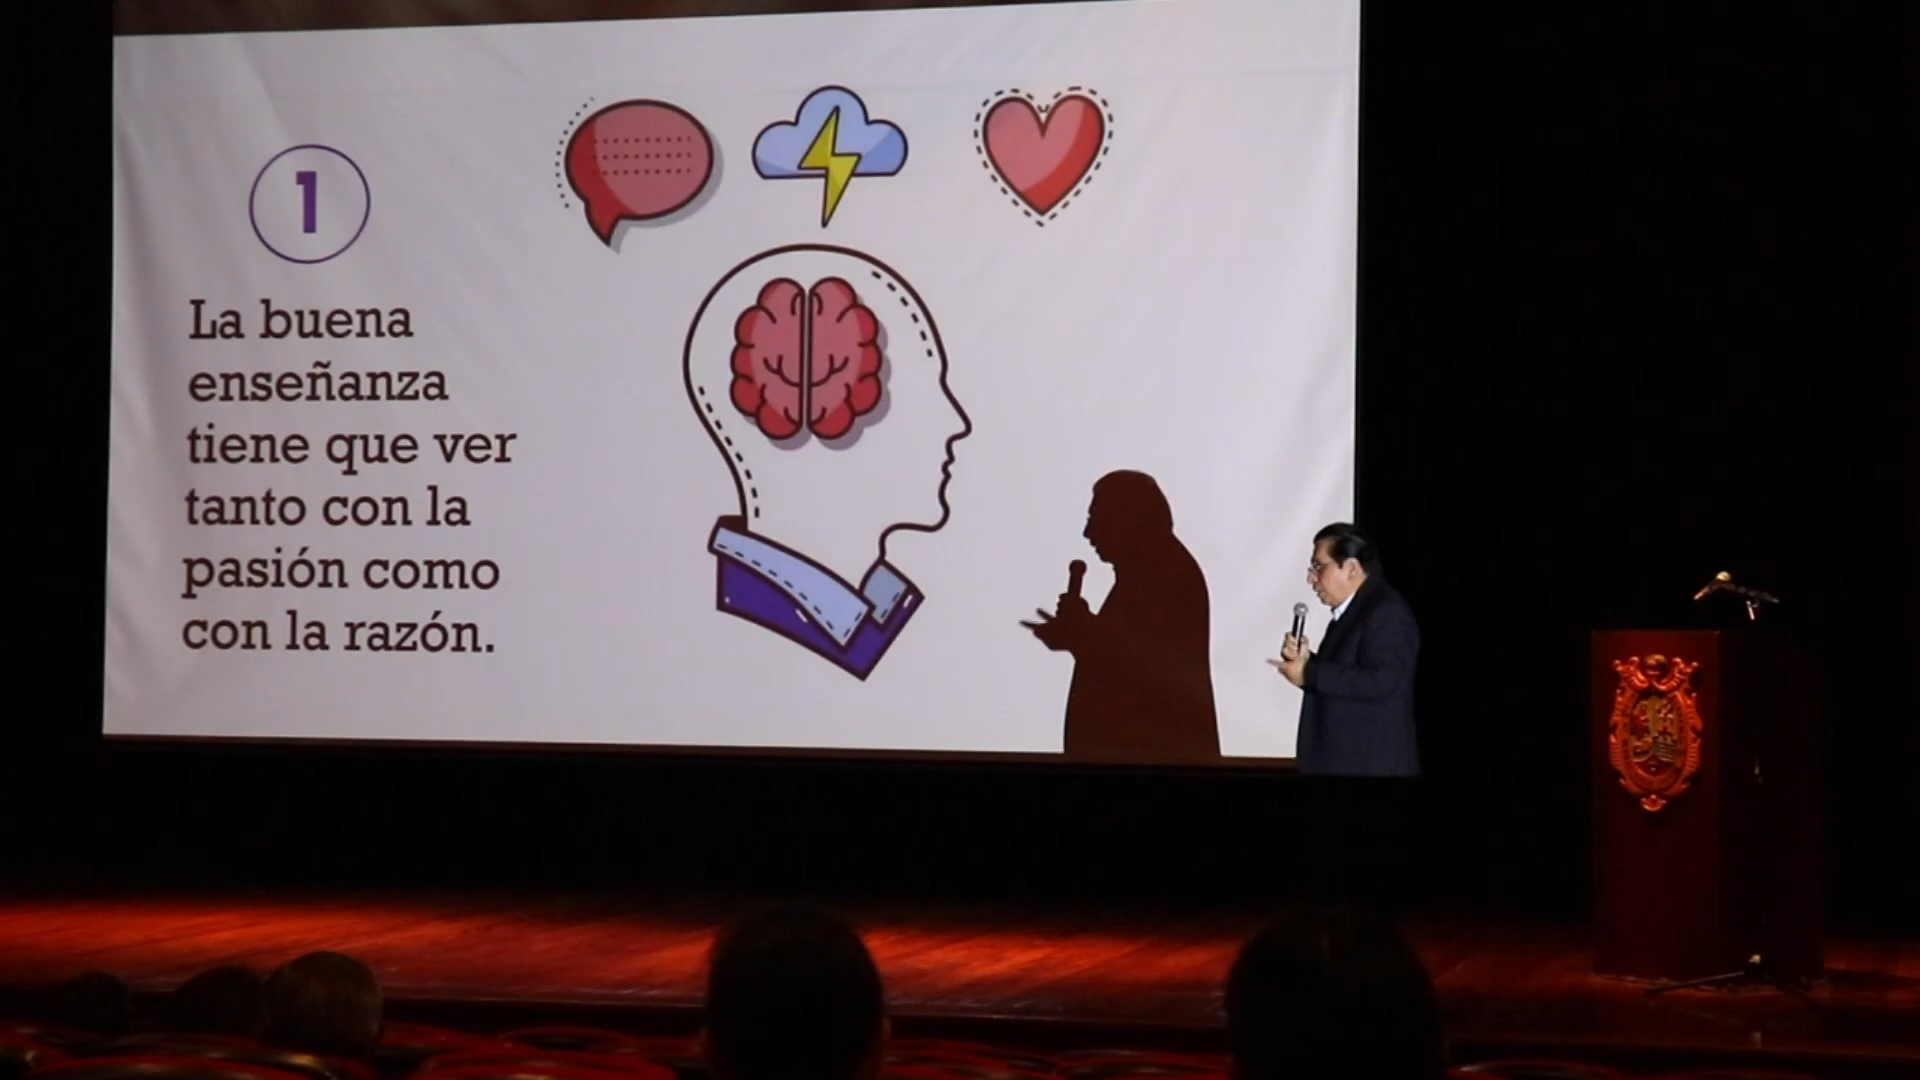 1
La buena
enseñanza
tiene que ver
tanto con la
pasión como
con la razón.